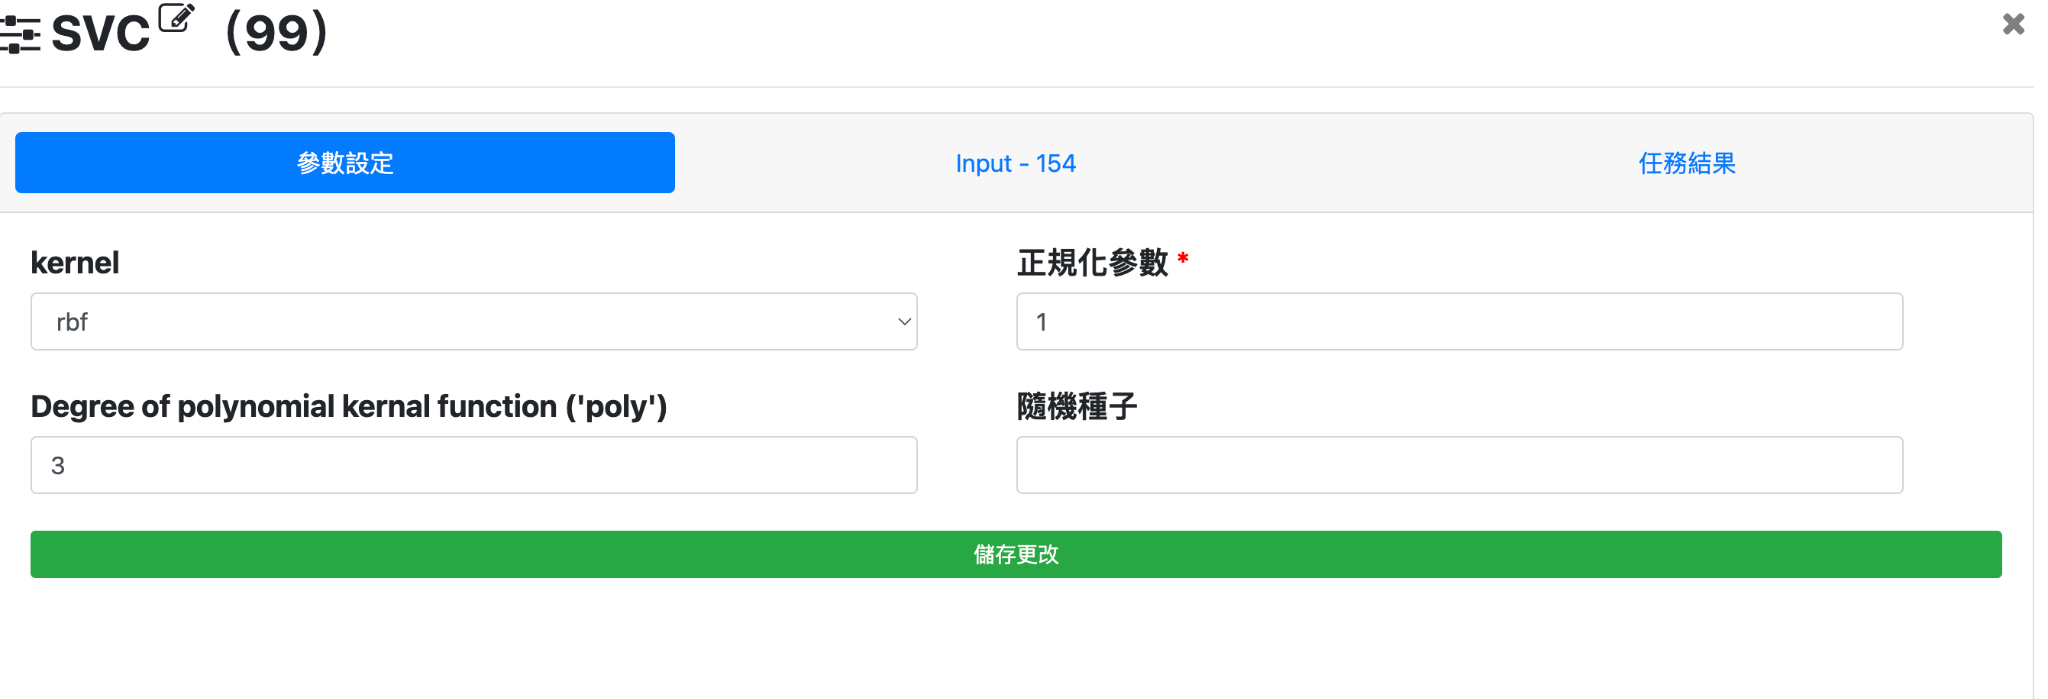 SVC (99)
參數設定
Input - 154
任務結果
kernel
正規化參數 *
rbf
1
Degree of polynomial kernal function ('poly')
隨機種子
3
儲存更改